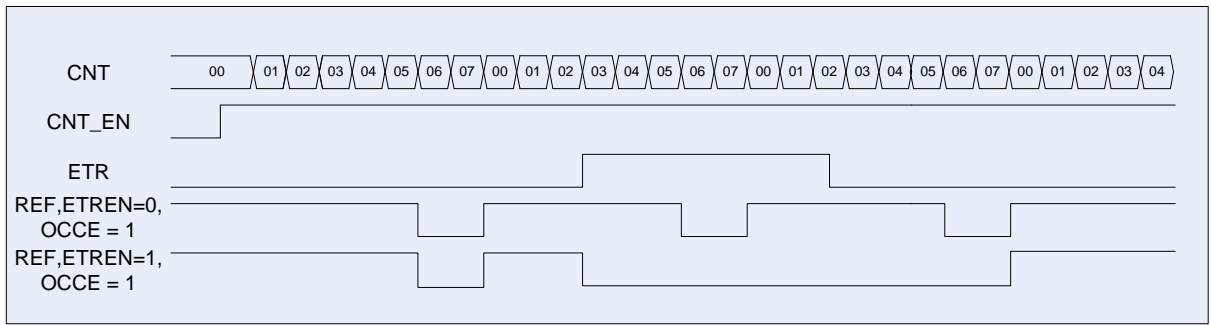 CNT 00 01 02 03 04 05 06 07 00 01 02 03 04 05 06 07 00 01 02 03 04 05 06 07 00 01 02 03 04
CNT_EN
ETR
REF,ETREN=0,
OCCE = 1
REF,ETREN=1,
OCCE = 1